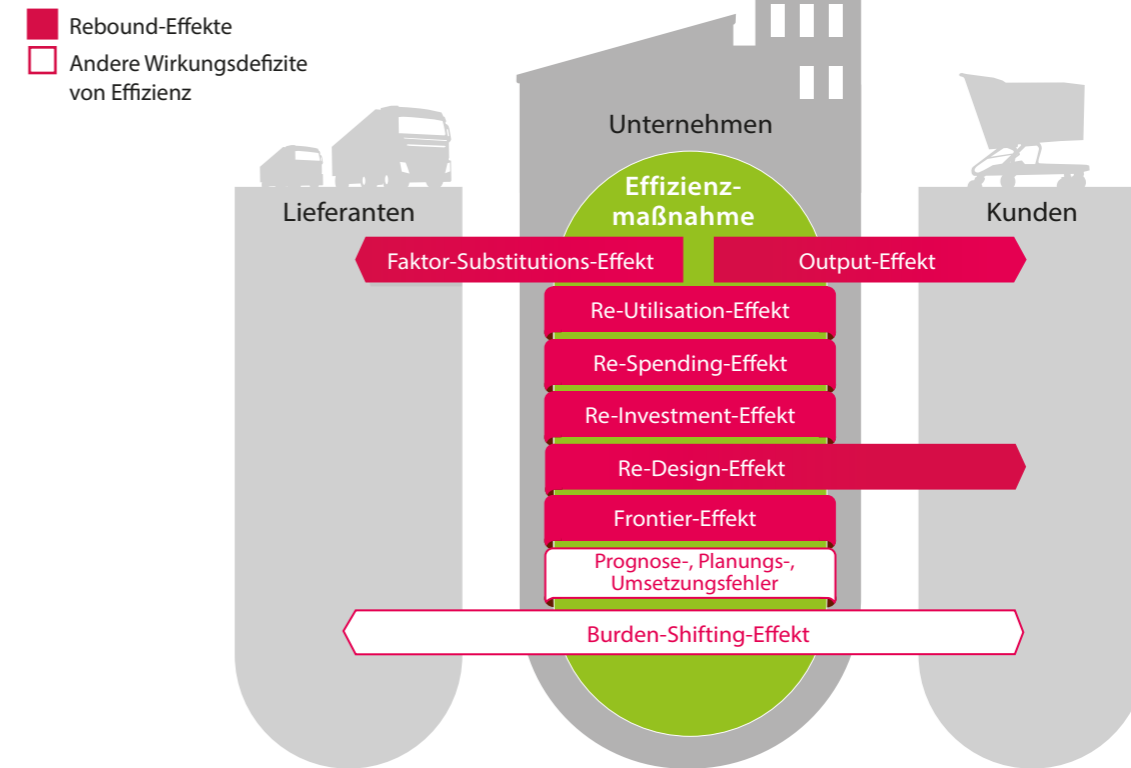 Rebound-Effekte
Andere Wirkungsdefizite
von Effizienz
Unternehmen
Effizienz-
maßnahme
Lieferanten
Kunden
Faktor-Substitutions-Effekt
Output-Effekt
Re-Utilisation-Effekt
Re-Spending-Effekt
Re-Investment-Effekt
Re-Design-Effekt
Frontier-Effekt
Prognose-, Planungs-,
Umsetzungsfehler
Burden-Shifting-Effekt